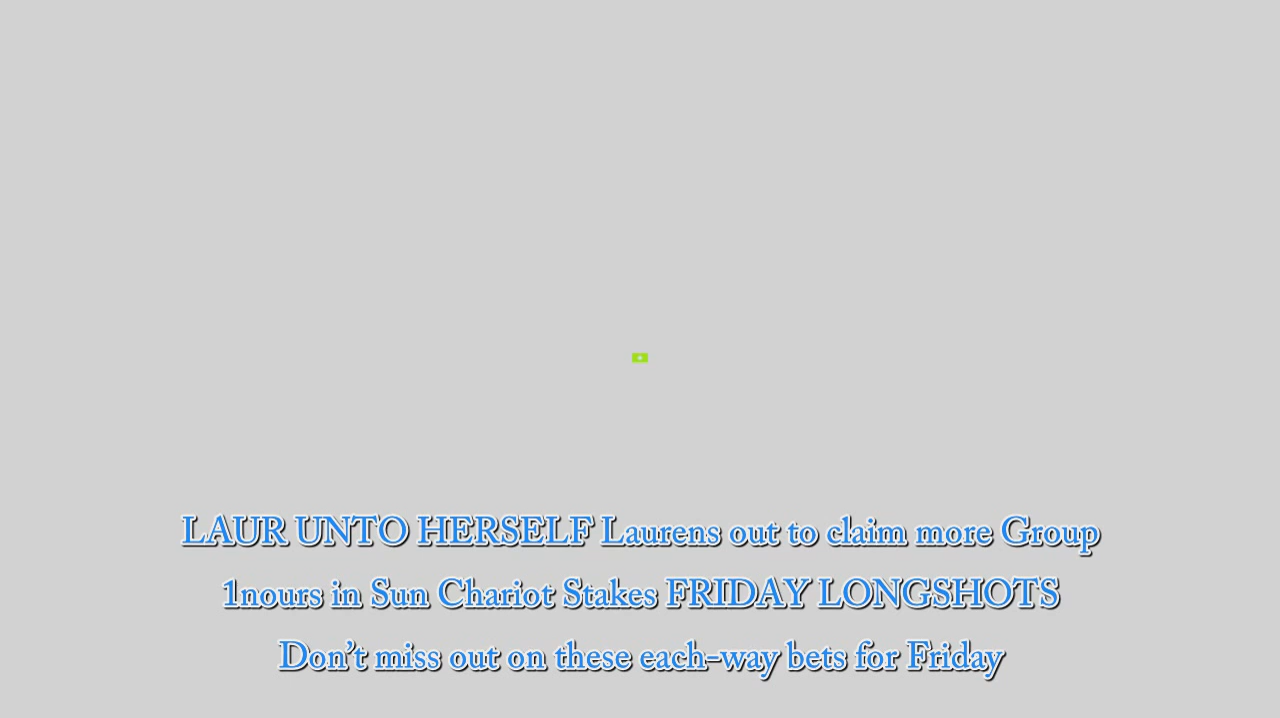 LAUR UNTO HERSELF Laurens out to claim more Group
1nours in Sun Chariot Stakes FRIDAY LONGSHOTS
Don't miss out on these each-way bets for Friday